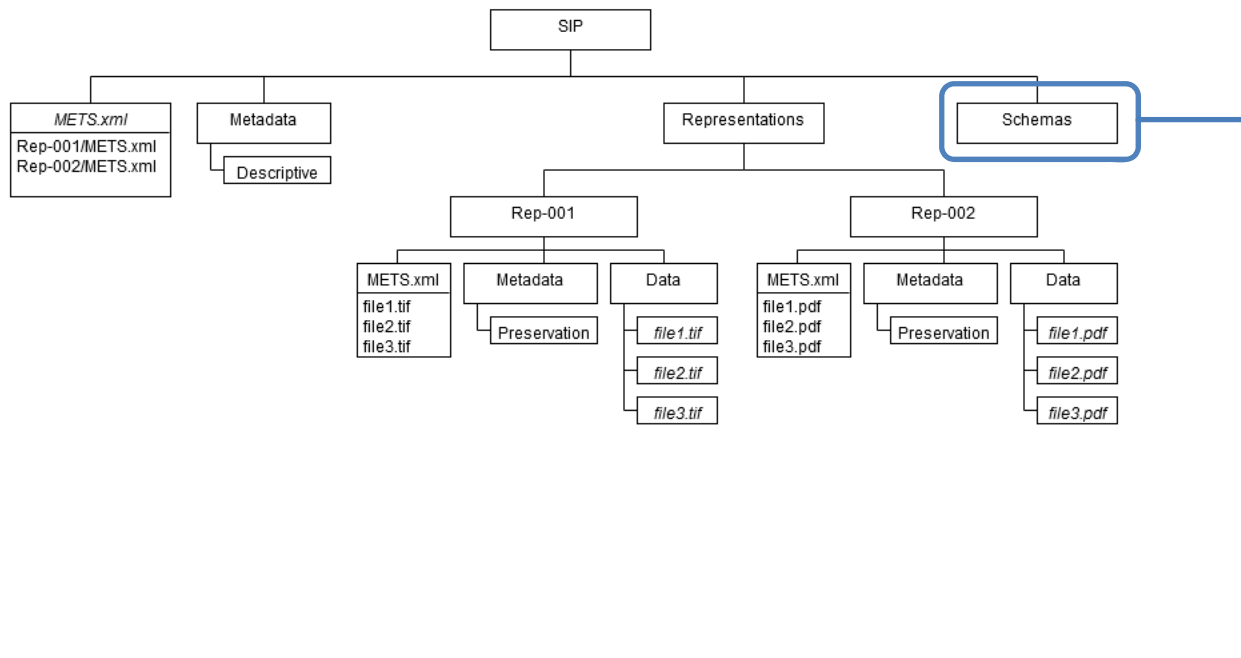 SIP
METS.xml
Rep-001/METS.xml
Rep-002/METS.xml
Metadata
Descriptive
Representations
Schemas
Rep-001
METS.xml
file1.tif
file2.tif
file3.tif
Metadata
Preservation
Data
file1.tif
file2.tif
file3.tif
Rep-002
METS.xml
file1.pdf
file2.pdf
file3.pdf
Metadata
Preservation
Data
file1.pdf
file2.pdf
file3.pdf